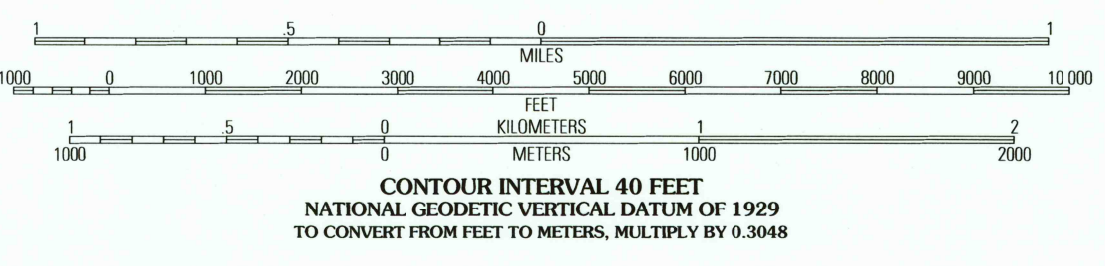 1 .5 0 1
MILES
1000 0 1000 2000 3000 4000 5000 6000 7000 8000 9000 10 000
FEET
1 .5 0 KILOMETERS 1 2
1000 0 METERS 1000 2000
CONTOUR INTERVAL 40 FEET
NATIONAL GEODETIC VERTICAL DATUM OF 1929
TO CONVERT FROM FEET TO METERS, MULTIPLY BY 0.3048